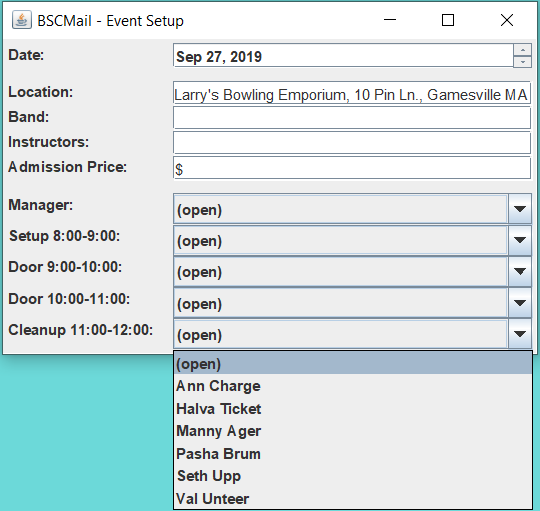 BSCMail - Event Setup
Date: Sep 27, 2019
Location: Larry's Bowling Emporium, 10 Pin Ln., Gamesville MA
Band:
Instructors:
Admission Price: $
Manager: (open)
Setup 8:00-9:00: (open)
Door 9:00-10:00: (open)
Door 10:00-11:00: (open)
Cleanup 11:00-12:00: (open)
(open)
Ann Charge
Halva Ticket
Manny Ager
Pasha Brum
Seth Upp
Val Unteer